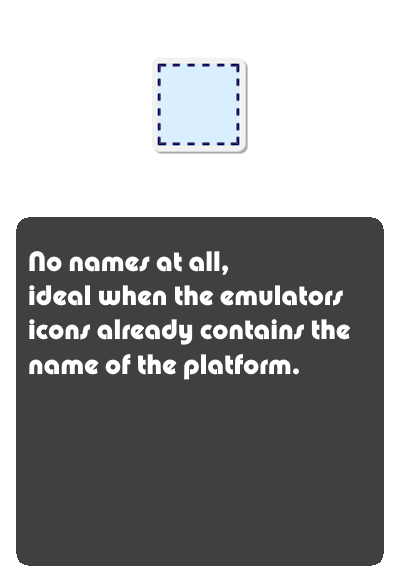 No names at all,
ideal when the emulators
icons already contains the
name of the platform.